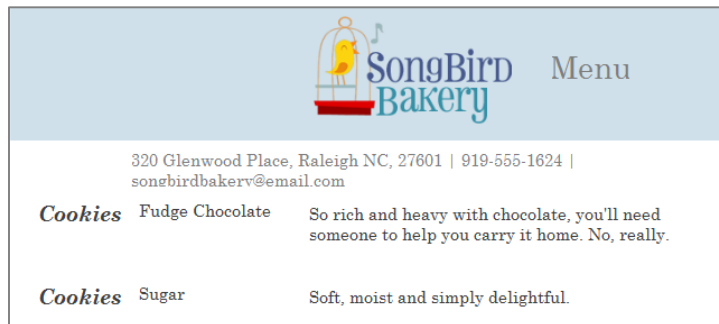 SongBird
Bakery
Menu
320 Glenwood Place, Raleigh NC, 27601 | 919-555-1624 |
songbirdbakery@email.com
Cookies Fudge Chocolate So rich and heavy with chocolate, you'll need
someone to help you carry it home. No, really.
Cookies Sugar Soft, moist and simply delightful.